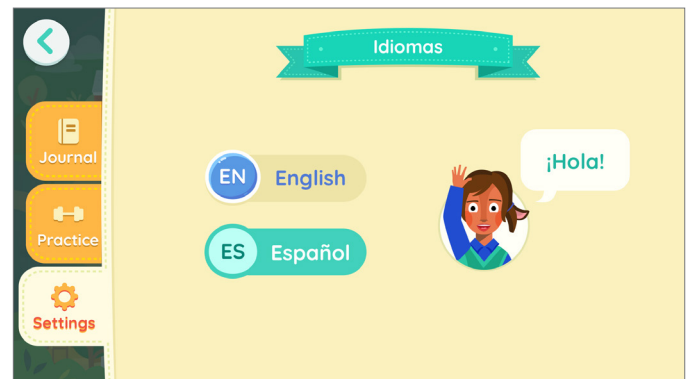 Idiomas
Journal
Practice
Settings
EN English
ES Español
¡Hola!